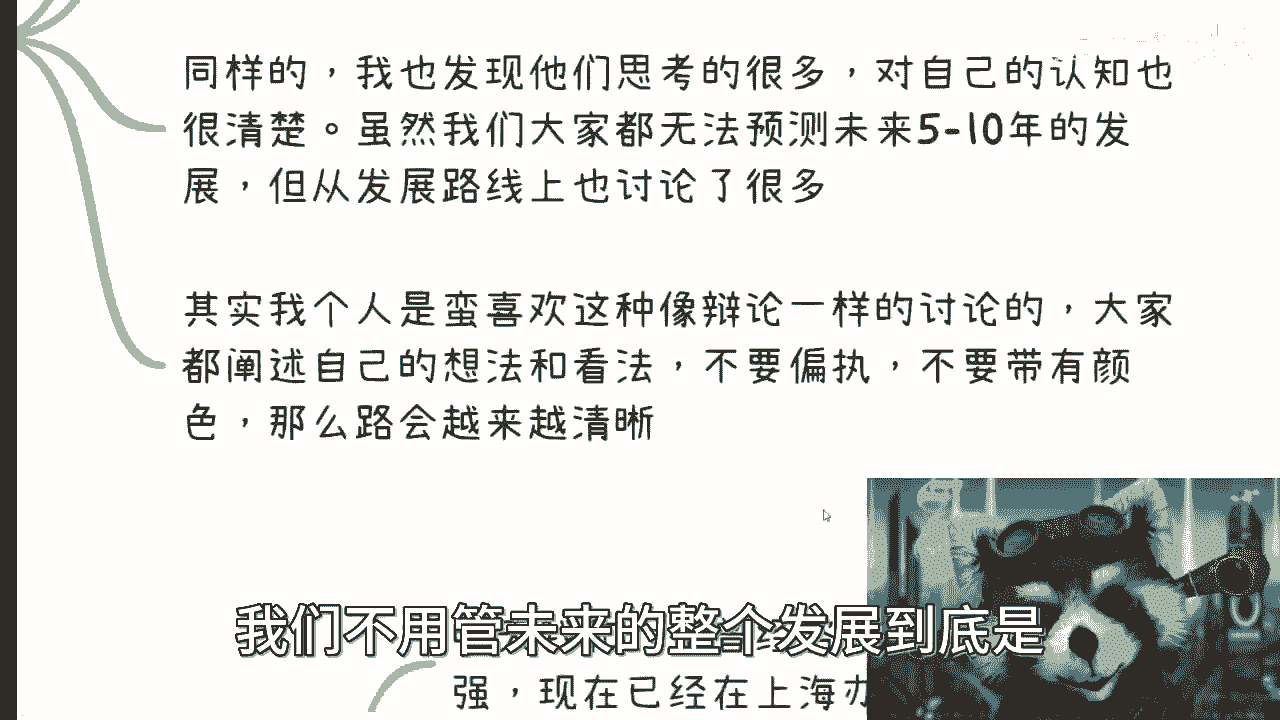 同样的，我也发现他们思考的很多，对自己的认知也
很清楚。虽然我们大家都无法预测未来5-10年的发
展，但从发展路线上也讨论了很多
其实我个人是蛮喜欢这种像辩论一样的讨论的，大家
都阐述自己的想法和看法，不要偏执，不要带有颜
色，那么路会越来越清晰
我们不用管未来的整个发展到底是
强，现在已经在上海